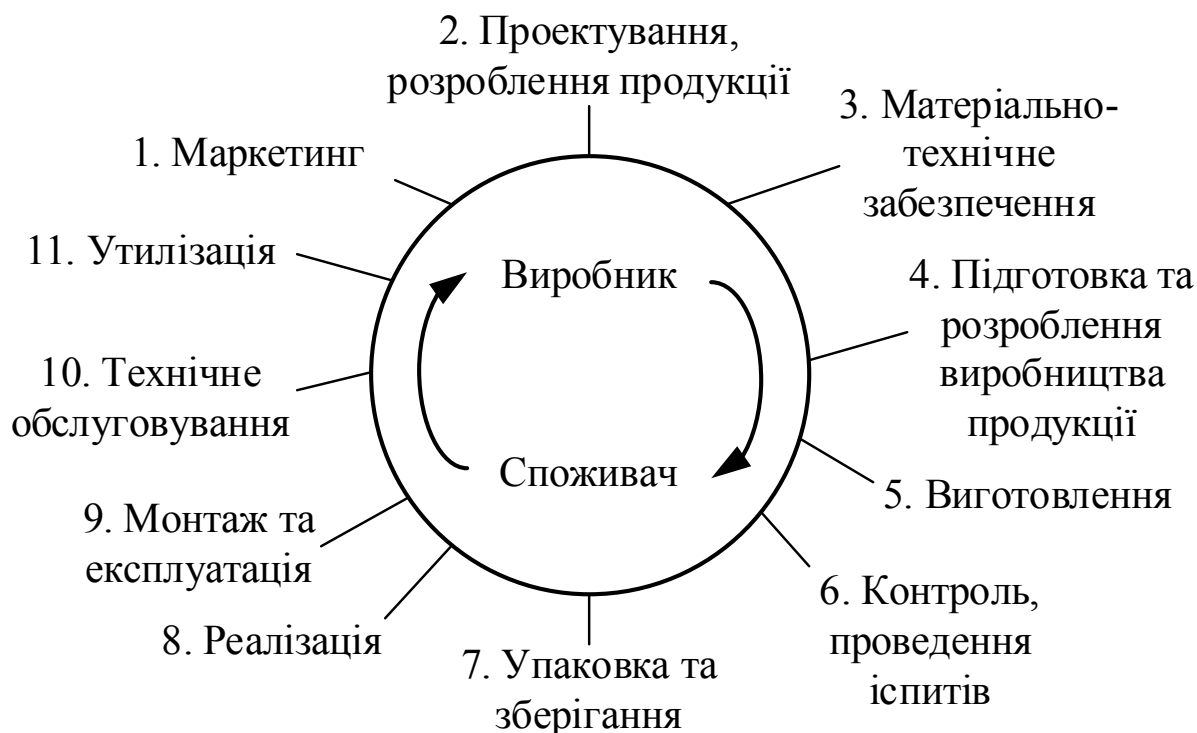 2. Проектування,
розроблення продукції
3. Матеріально-
технічне
забезпечення
1. Маркетинг
11. Утилізація
Виробник
4. Підготовка та
розроблення
виробництва
продукції
10. Технічне
обслуговування
Споживач
5. Виготовлення
9. Монтаж та
експлуатація
6. Контроль,
проведення
іспитів
8. Реалізація
7. Упаковка та
зберігання